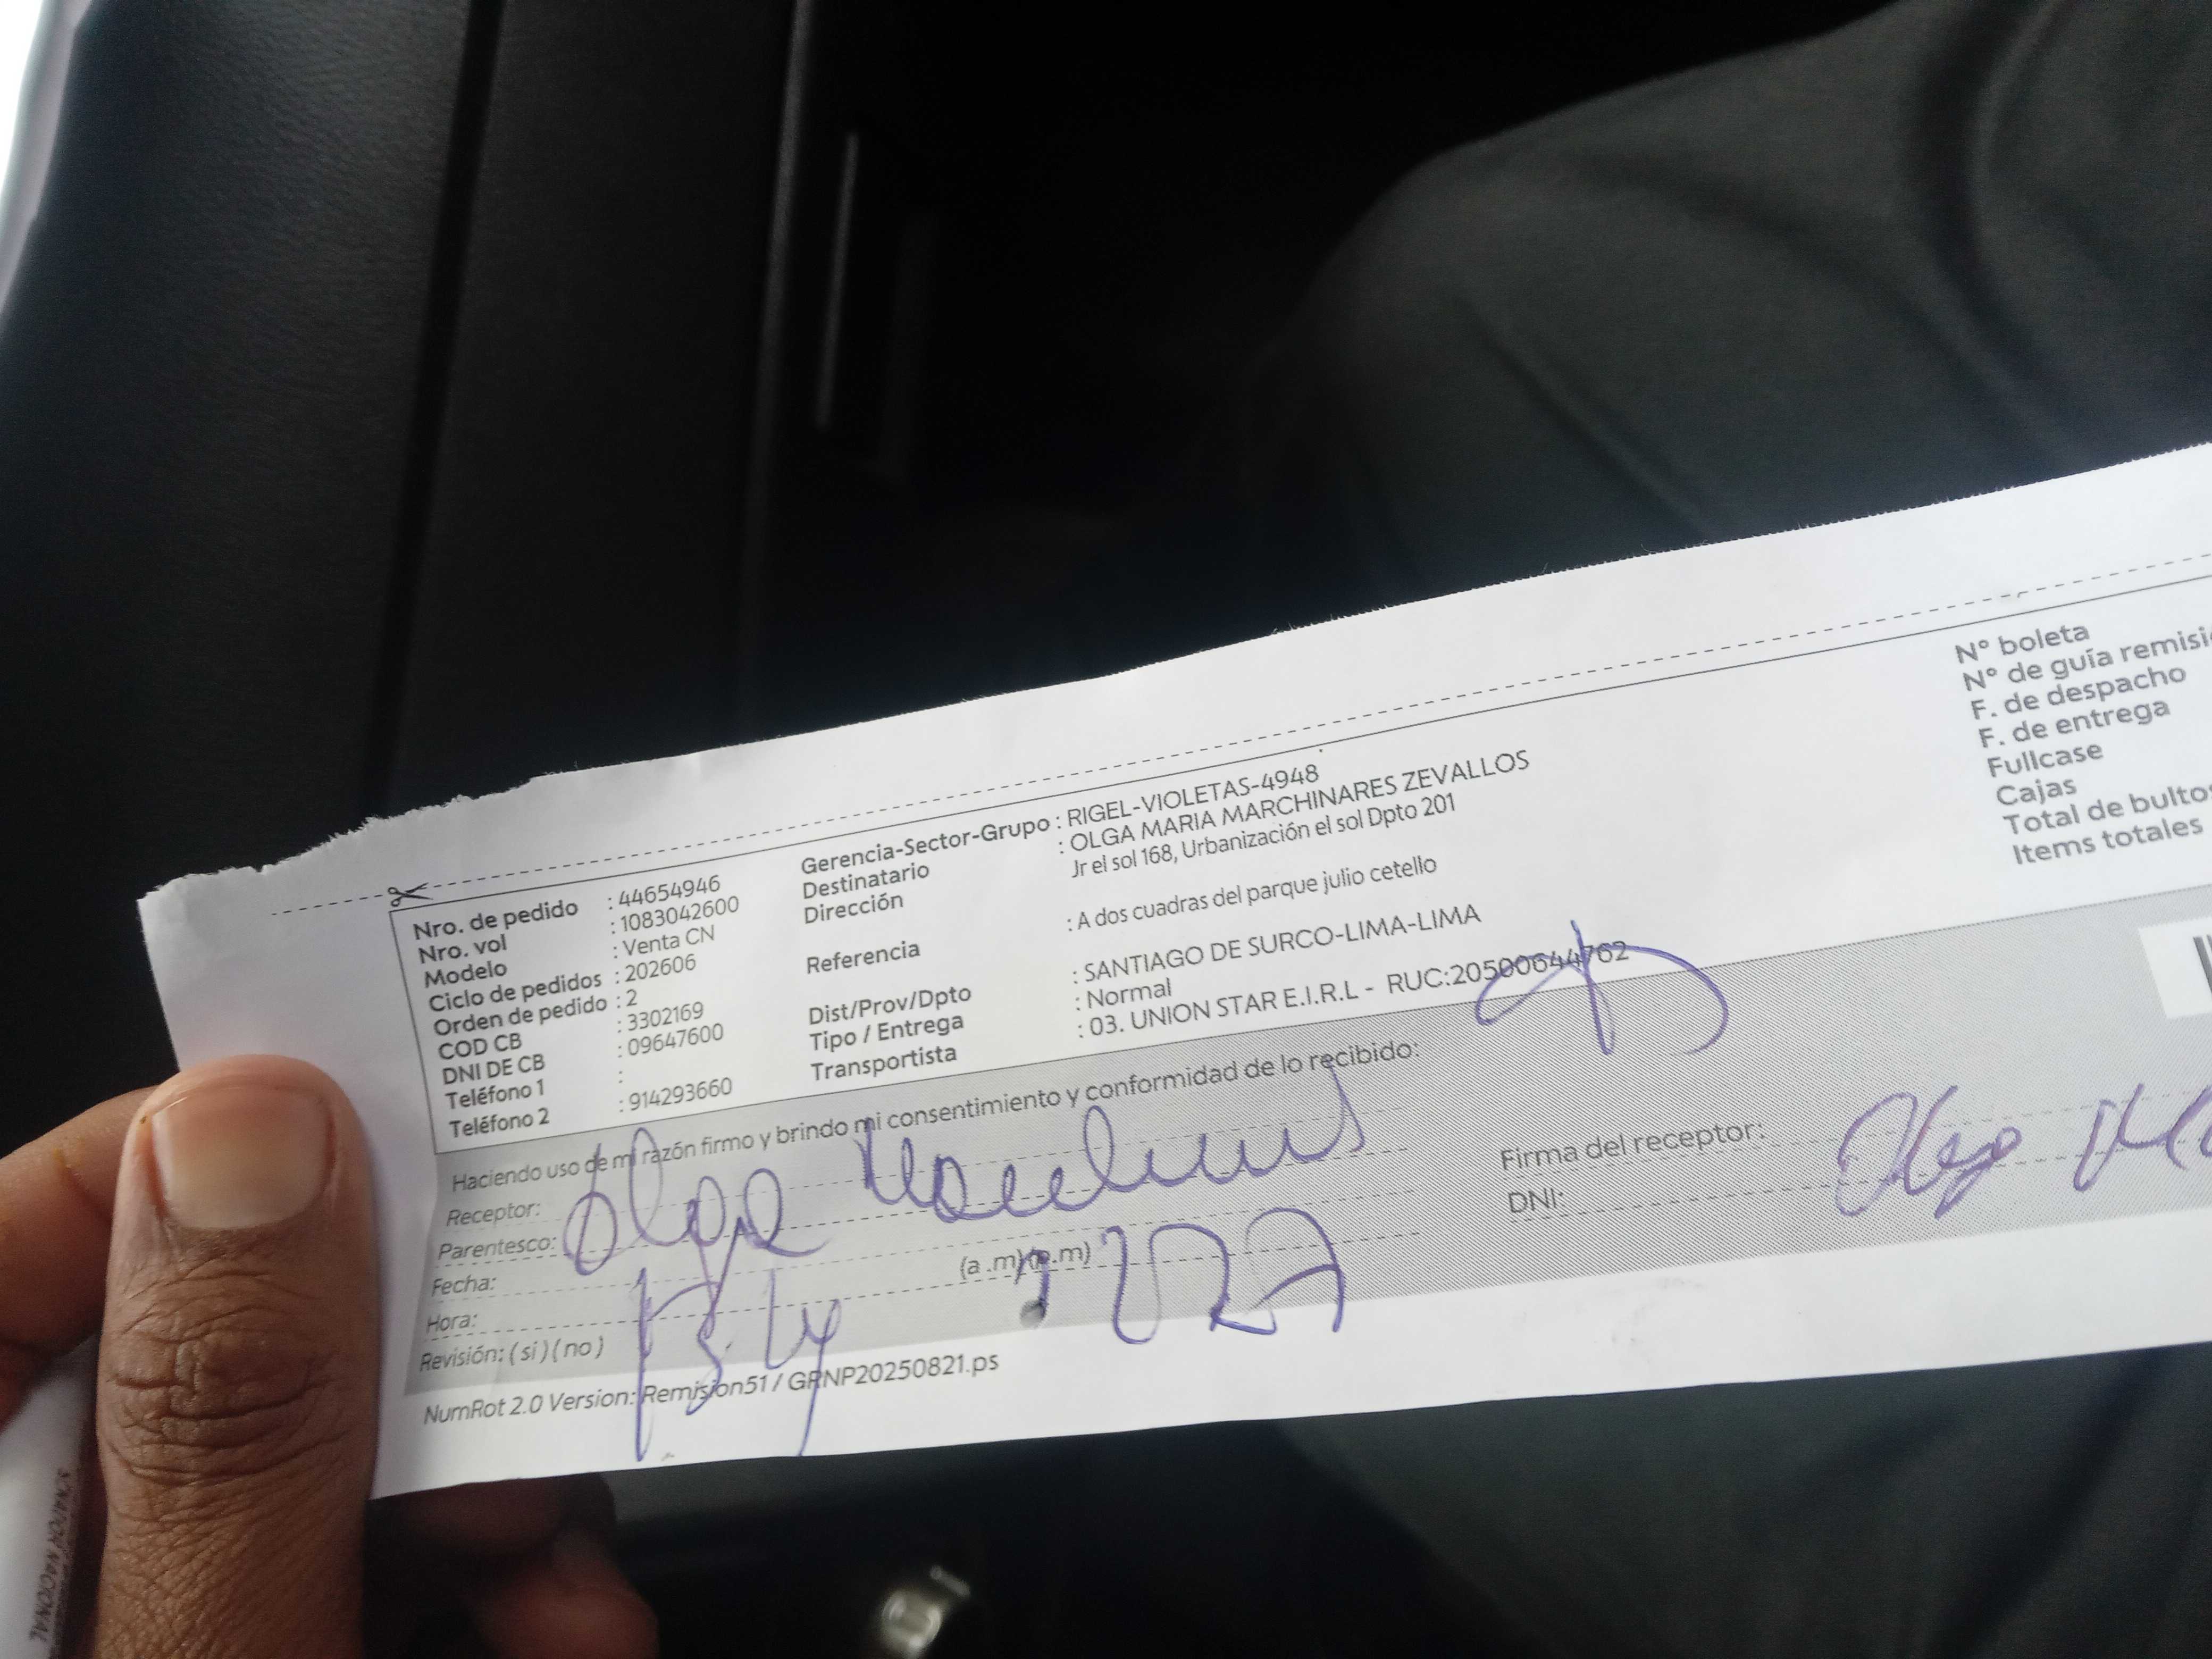 Nro. de pedido : 44654946
Nro. vol : 1083042600
Modelo : Venta CN
Ciclo de pedidos : 202606
Orden de pedido : 2
COD CB : 3302169
DNI DE CB : 09647600
Teléfono 1 :
Teléfono 2 : 914293660
Gerencia-Sector-Grupo : RIGEL-VIOLETAS-4948
Destinatario : OLGA MARIA MARCHINARES ZEVALLOS
Dirección Jr el sol 168, Urbanización el sol Dpto 201
Referencia : A dos cuadras del parque julio cetello
Dist/Prov/Dpto : SANTIAGO DE SURCO-LIMA-LIMA
Tipo / Entrega : Normal
Transportista : 03. UNION STAR E.I.R.L - RUC:20500644762
N° boleta
N° de guía remisi
F. de despacho
F. de entrega
Fullcase
Cajas
Total de bultos
Items totales
Haciendo uso de mi razón firmo y brindo mi consentimiento y conformidad de lo recibido:
Receptor: Olga
Parentesco:
Fecha:
Hora: (a .m) (p.m)
Revisión: ( si ) ( no )
Firma del receptor: Olga
DNI:
NumRot 2.0 Version: Remision51 / GRNP20250821.ps
NACIONAL